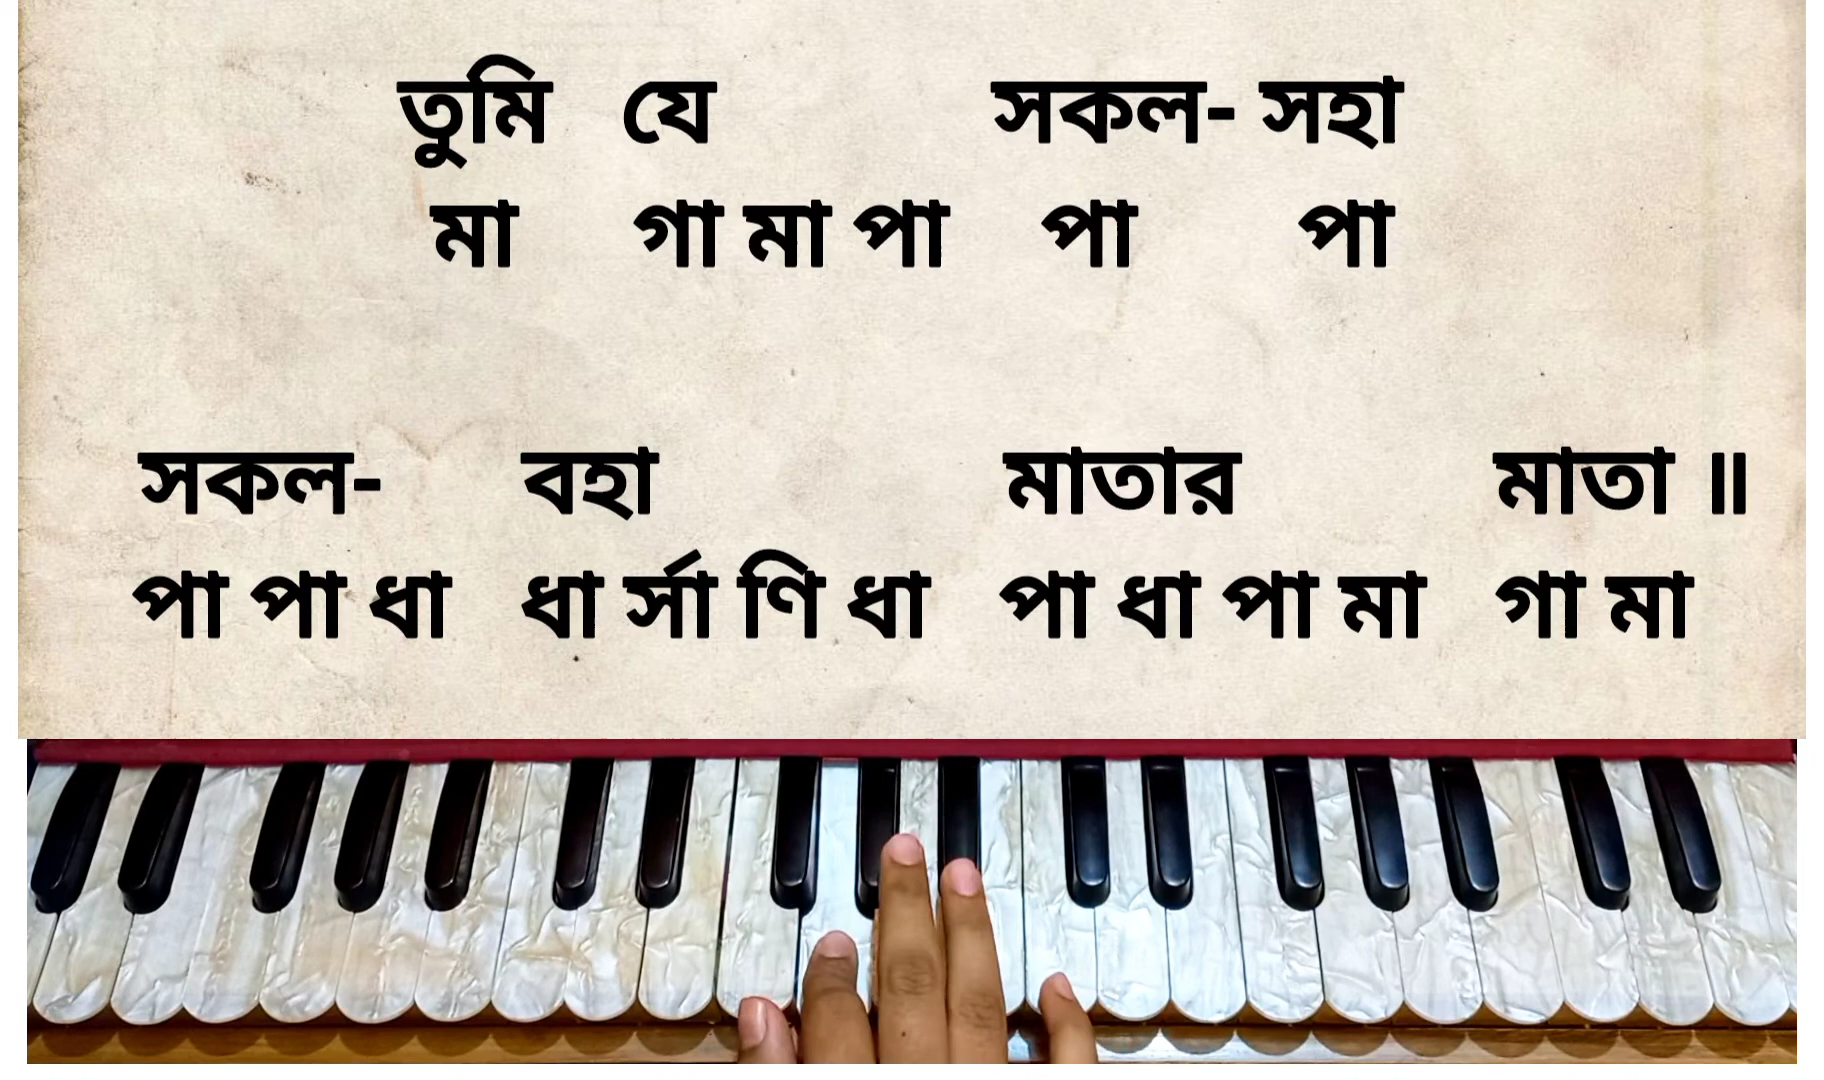 তুমি যে সকল- সহা
মা গা মা পা পা পা
সকল- বহা মাতার মাতা ॥
পা পা ধা ধা র্সা ণি ধা পা ধা পা মা গা মা